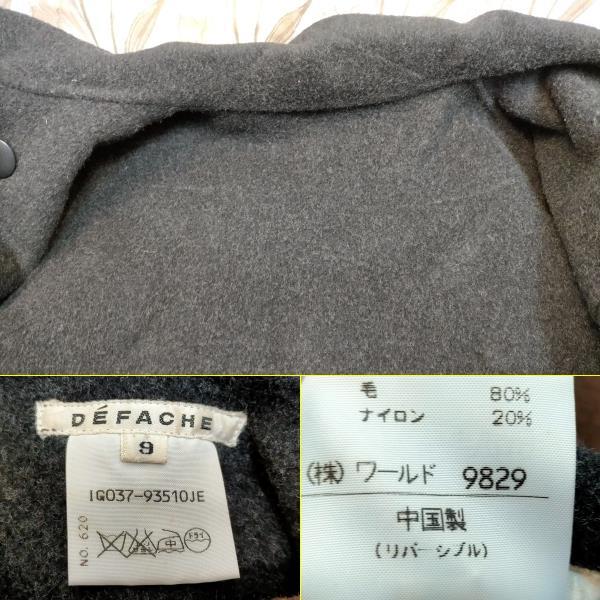 DÉFACHE
9
IQ037-93510JE
NO. 620
中 ドライ
毛 80%
ナイロン 20%
(株)ワールド 9829
中国製
(リバーシブル)